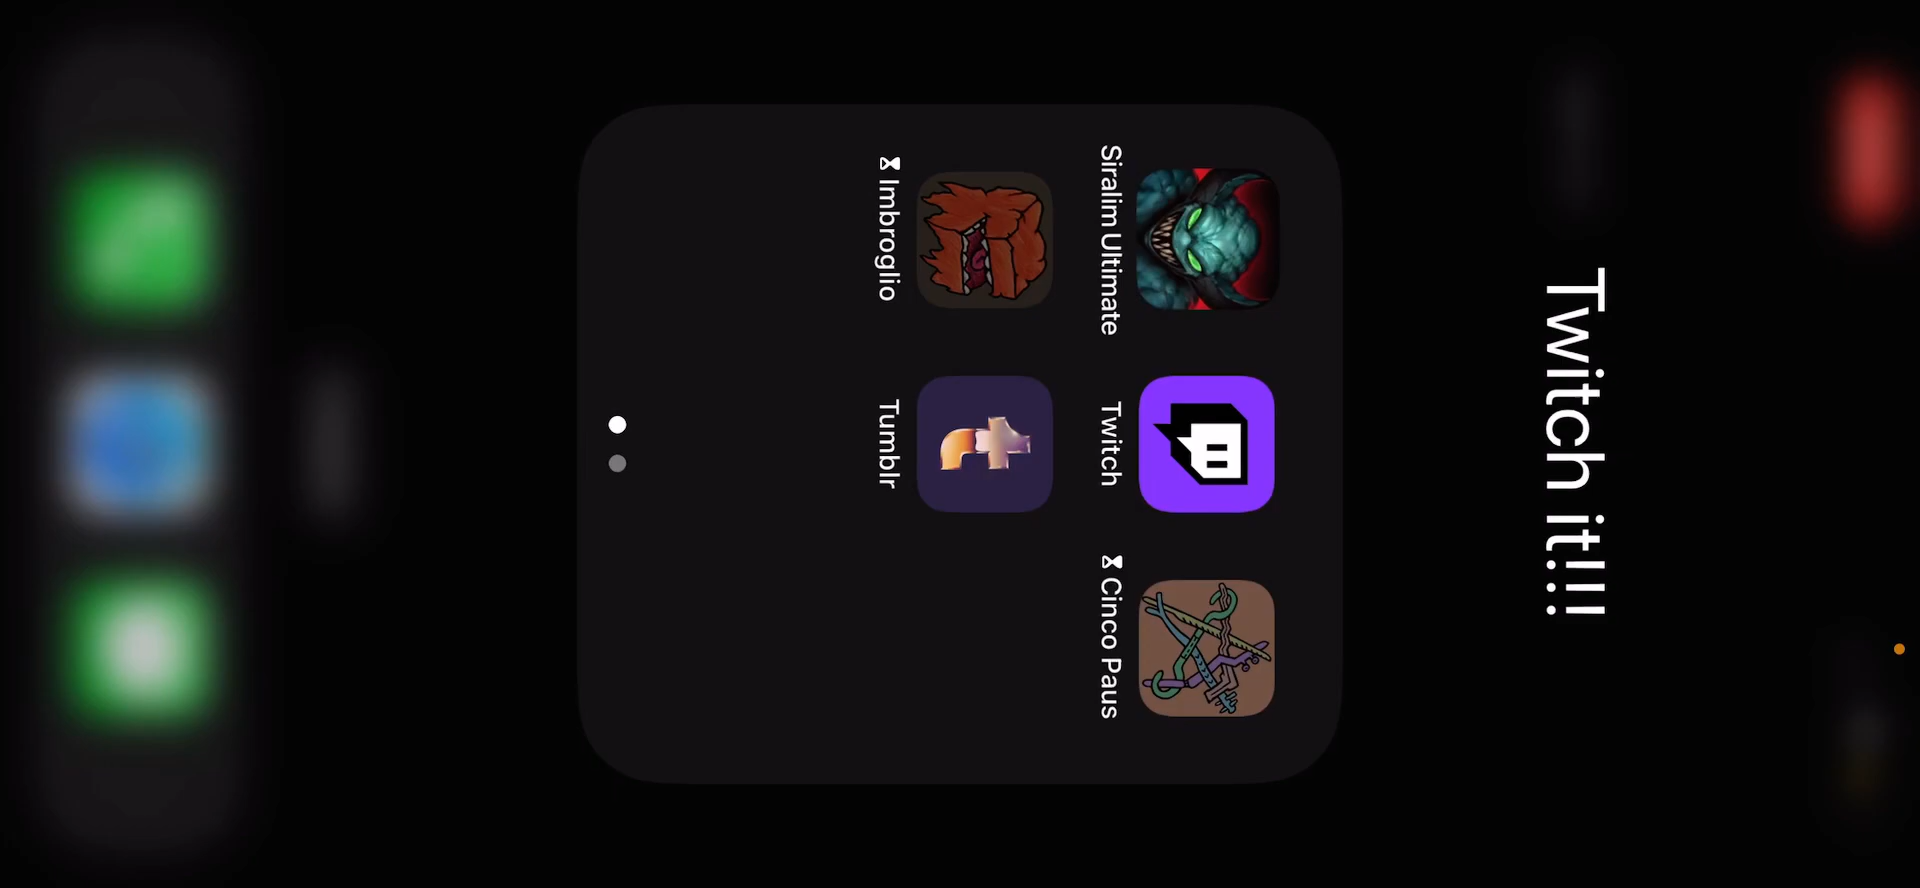 Twitch it!!!
Siralim Ultimate
Twitch
Cinco Paus
Imbroglio
Tumblr